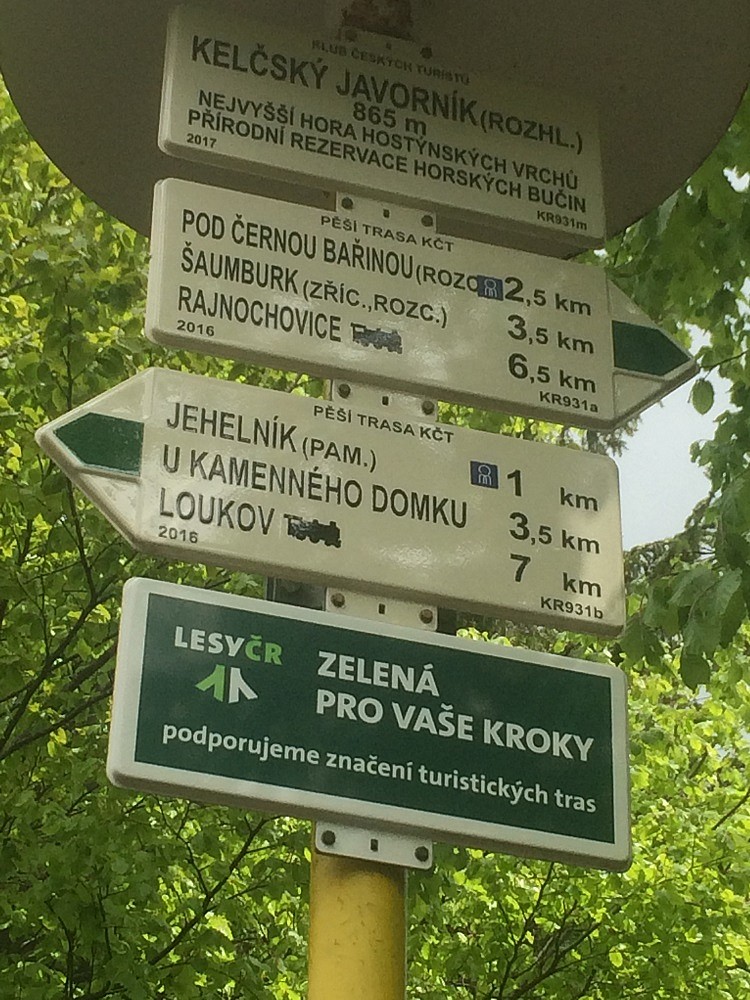 KLUB ČESKÝCH TURISTŮ
KELČSKÝ JAVORNÍK (ROZHL.)
865 m
NEJVYŠŠÍ HORA HOSTÝNSKÝCH VRCHŮ
PŘÍRODNÍ REZERVACE HORSKÝCH BUČIN
2017
KR931m
PĚŠÍ TRASA KČT
POD ČERNOU BAŘINOU (ROZC 2,5 km
ŠAUMBURK (ZŘÍC.,ROZC.) 3,5 km
RAJNOCHOVICE 6,5 km
2016
KR931a
PĚŠÍ TRASA KČT
JEHELNÍK (PAM.) 1 km
U KAMENNÉHO DOMKU 3,5 km
LOUKOV 7 km
2016
KR931b
LESYČR
ZELENÁ
PRO VAŠE KROKY
podporujeme značení turistických tras